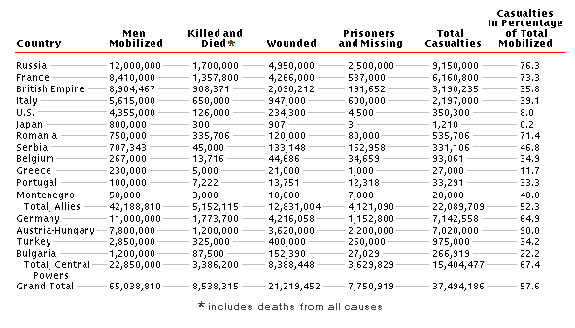 Casualties
Men Killed and Prisoners Total In Percentage of Total
Country Mobilized Died* Wounded and Missing Casualties Mobilized
Russia 12,000,000 1,700,000 4,950,000 2,500,000 9,150,000 76.3
France 8,410,000 1,357,800 4,266,000 537,000 6,160,800 73.3
British Empire 8,904,467 908,371 2,090,212 191,652 3,190,235 35.8
Italy 5,615,000 650,000 947,000 600,000 2,197,000 39.1
U.S. 4,355,000 126,000 234,300 4,500 350,300 8.0
Japan 800,000 300 907 3 1,210 0.2
Romania 750,000 335,706 120,000 80,000 535,706 71.4
Serbia 707,343 45,000 133,148 152,958 331,106 46.8
Belgium 267,000 13,716 44,686 34,659 93,061 34.9
Greece 230,000 5,000 21,000 1,000 27,000 11.7
Portugal 100,000 7,222 13,751 12,318 33,291 33.3
Montenegro 50,000 3,000 10,000 7,000 20,000 40.0
Total, Allies 42,188,810 5,152,115 12,831,004 4,121,090 22,089,709 52.3
Germany 11,000,000 1,773,700 4,216,058 1,152,800 7,142,558 64.9
Austria-Hungary 7,800,000 1,200,000 3,620,000 2,200,000 7,020,000 90.0
Turkey 2,850,000 325,000 400,000 250,000 975,000 34.2
Bulgaria 1,200,000 87,500 152,390 27,029 266,919 22.2
Total, Central 22,850,000 3,386,200 8,388,448 3,629,829 15,404,477 67.4
Powers
Grand Total 65,038,810 8,538,315 21,219,452 7,750,919 37,494,186 57.6
* includes deaths from all causes